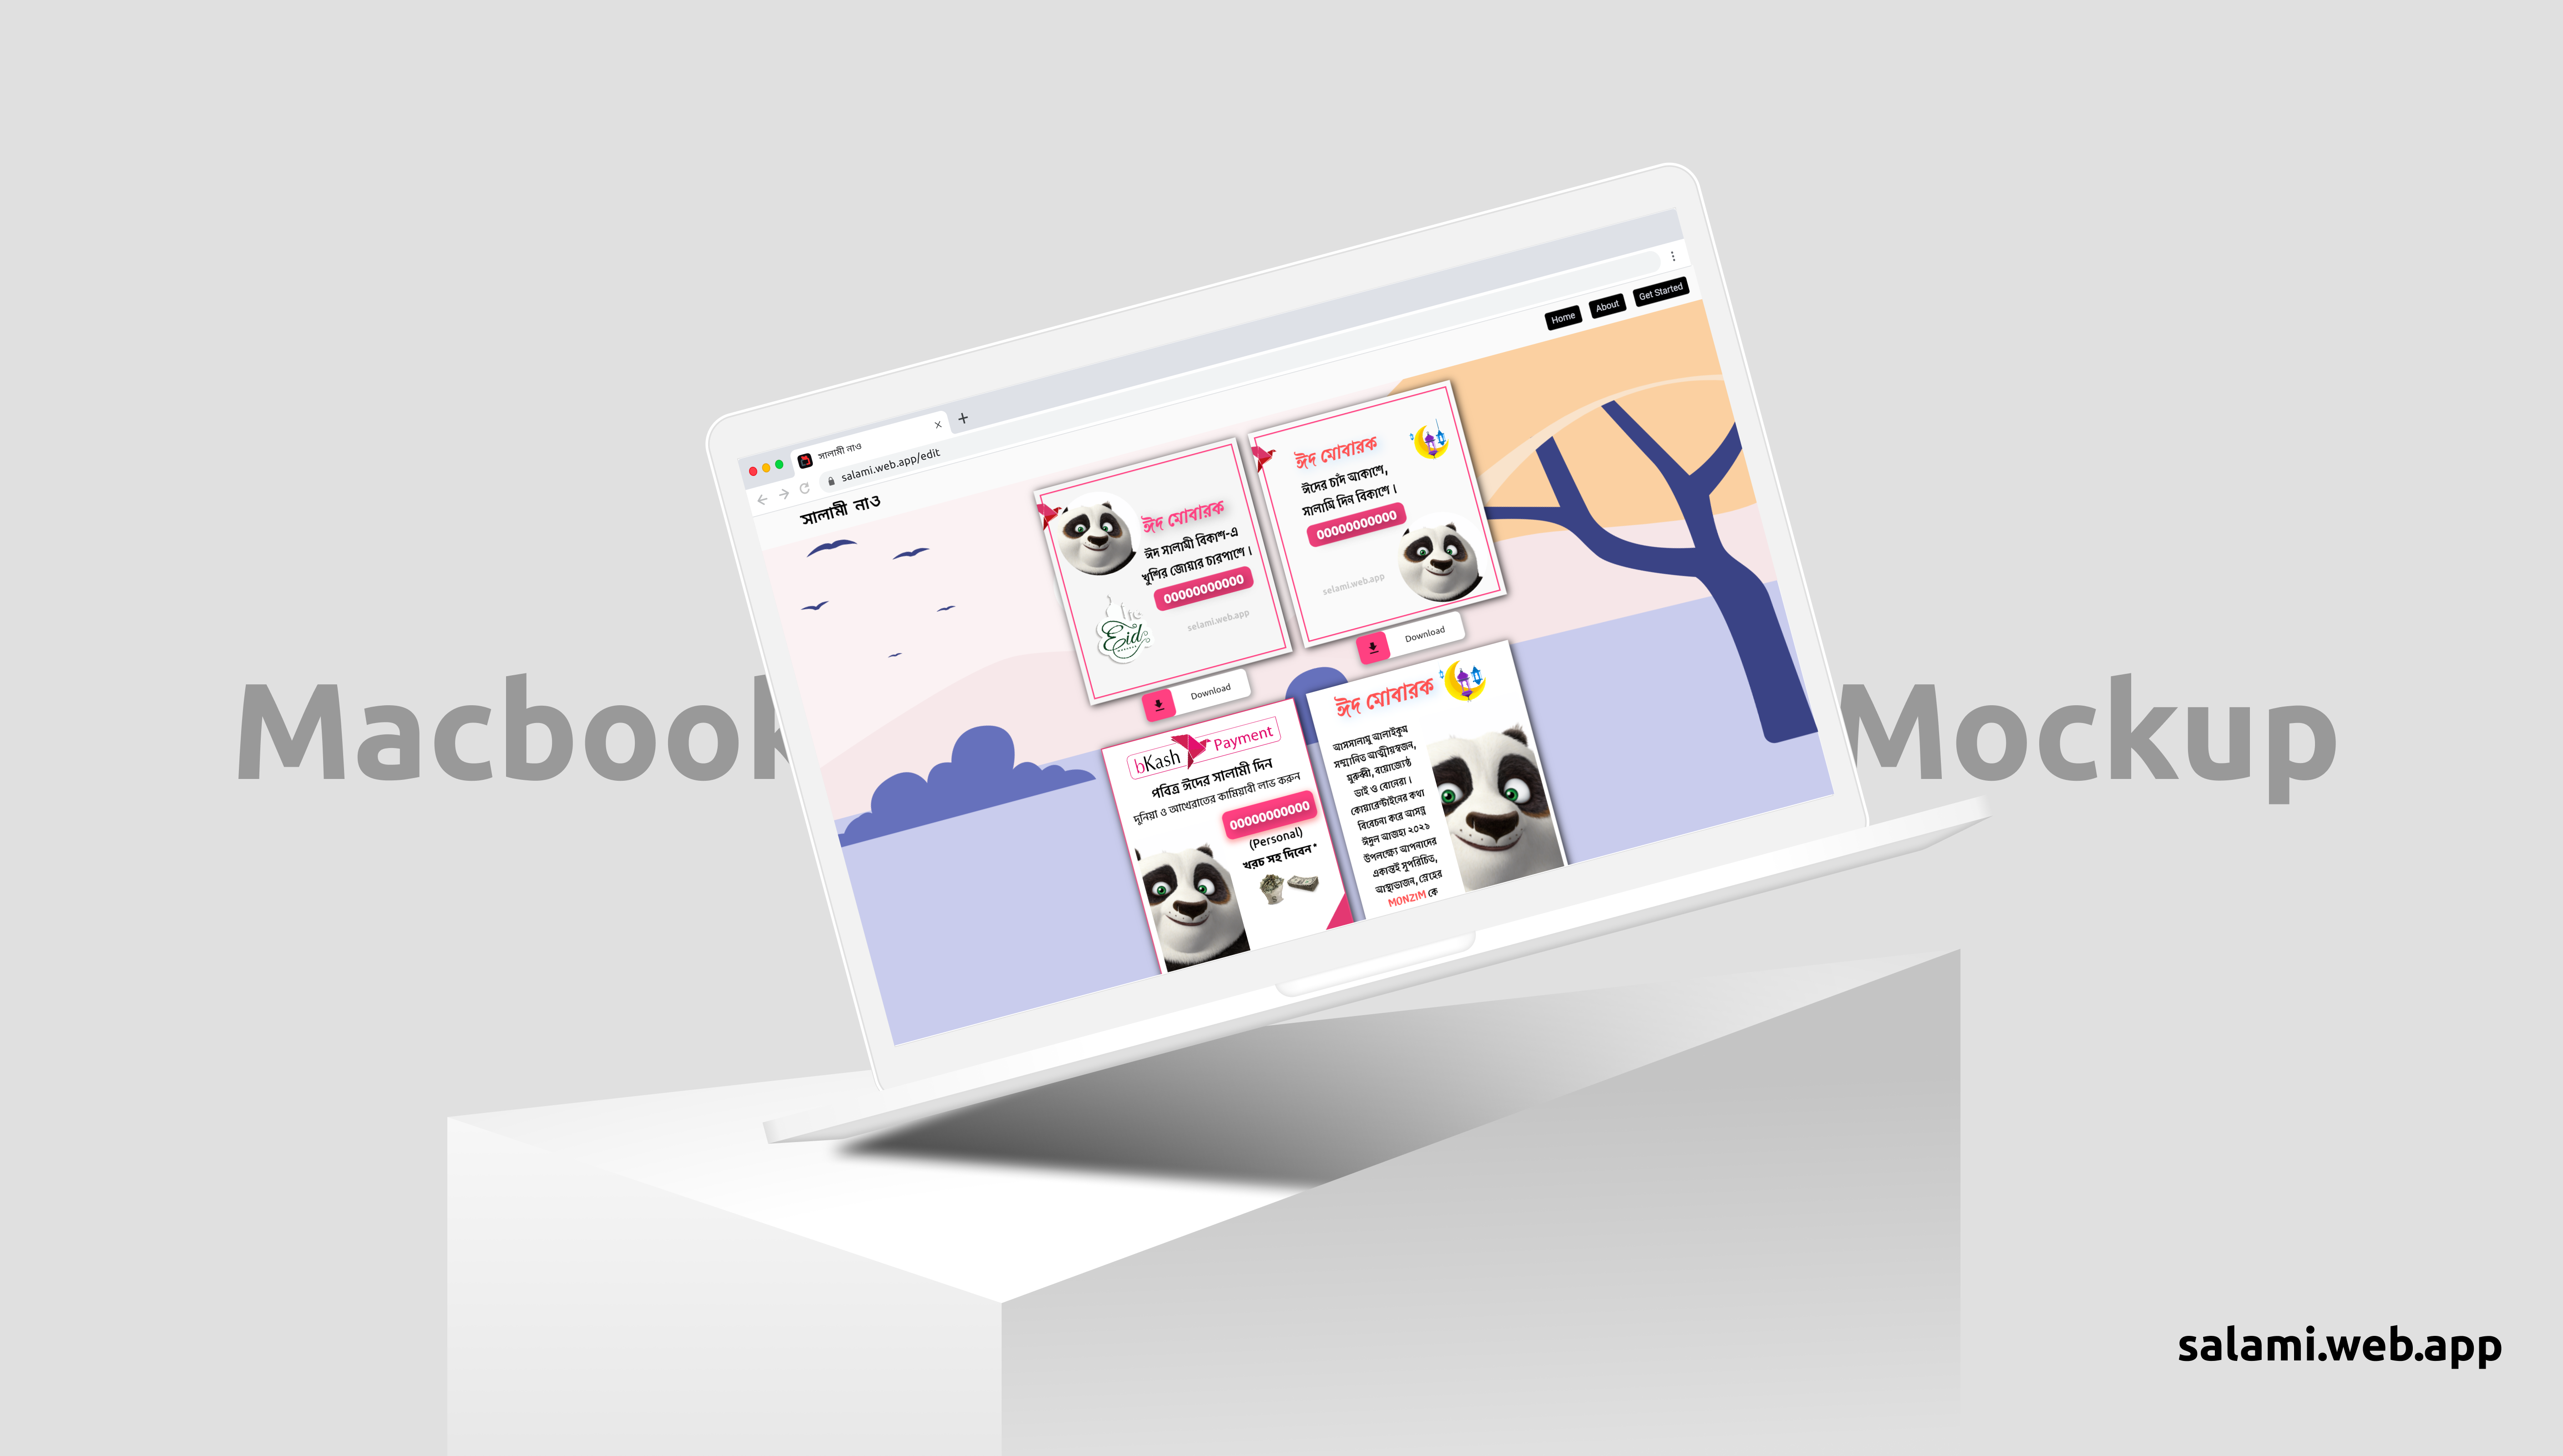 Macbook
Mockup
সালামী নাও
salami.web.app/edit
সালামী নাও
Home
About
Get Started
ঈদ মোবারক
ঈদ সালামী বিকাশ-এ
খুশির জোয়ার চারপাশে।
00000000000
selami.web.app
Eid
Download
ঈদ মোবারক
ঈদের চাঁদ আকাশে,
সালামি দিন বিকাশে।
00000000000
selami.web.app
Download
bKash Payment
পবিত্র ঈদের সালামী দিন
দুনিয়া ও আখেরাতের কামিয়াবী লাভ করুন
00000000000
(Personal)
খরচ সহ দিবেন*
ঈদ মোবারক
আসসালামু আলাইকুম
সম্মানিত আত্মীয়স্বজন,
মুরুব্বী, বয়োজ্যেষ্ঠ
ভাই ও বোনেরা।
কোয়ারেন্টাইনের কথা
বিবেচনা করে আসন্ন
ঈদুল আজহা ২০২১
উপলক্ষ্যে আপনাদের
একান্তই সুপরিচিত,
আস্থাভাজন, স্নেহের
MONZIM কে
salami.web.app